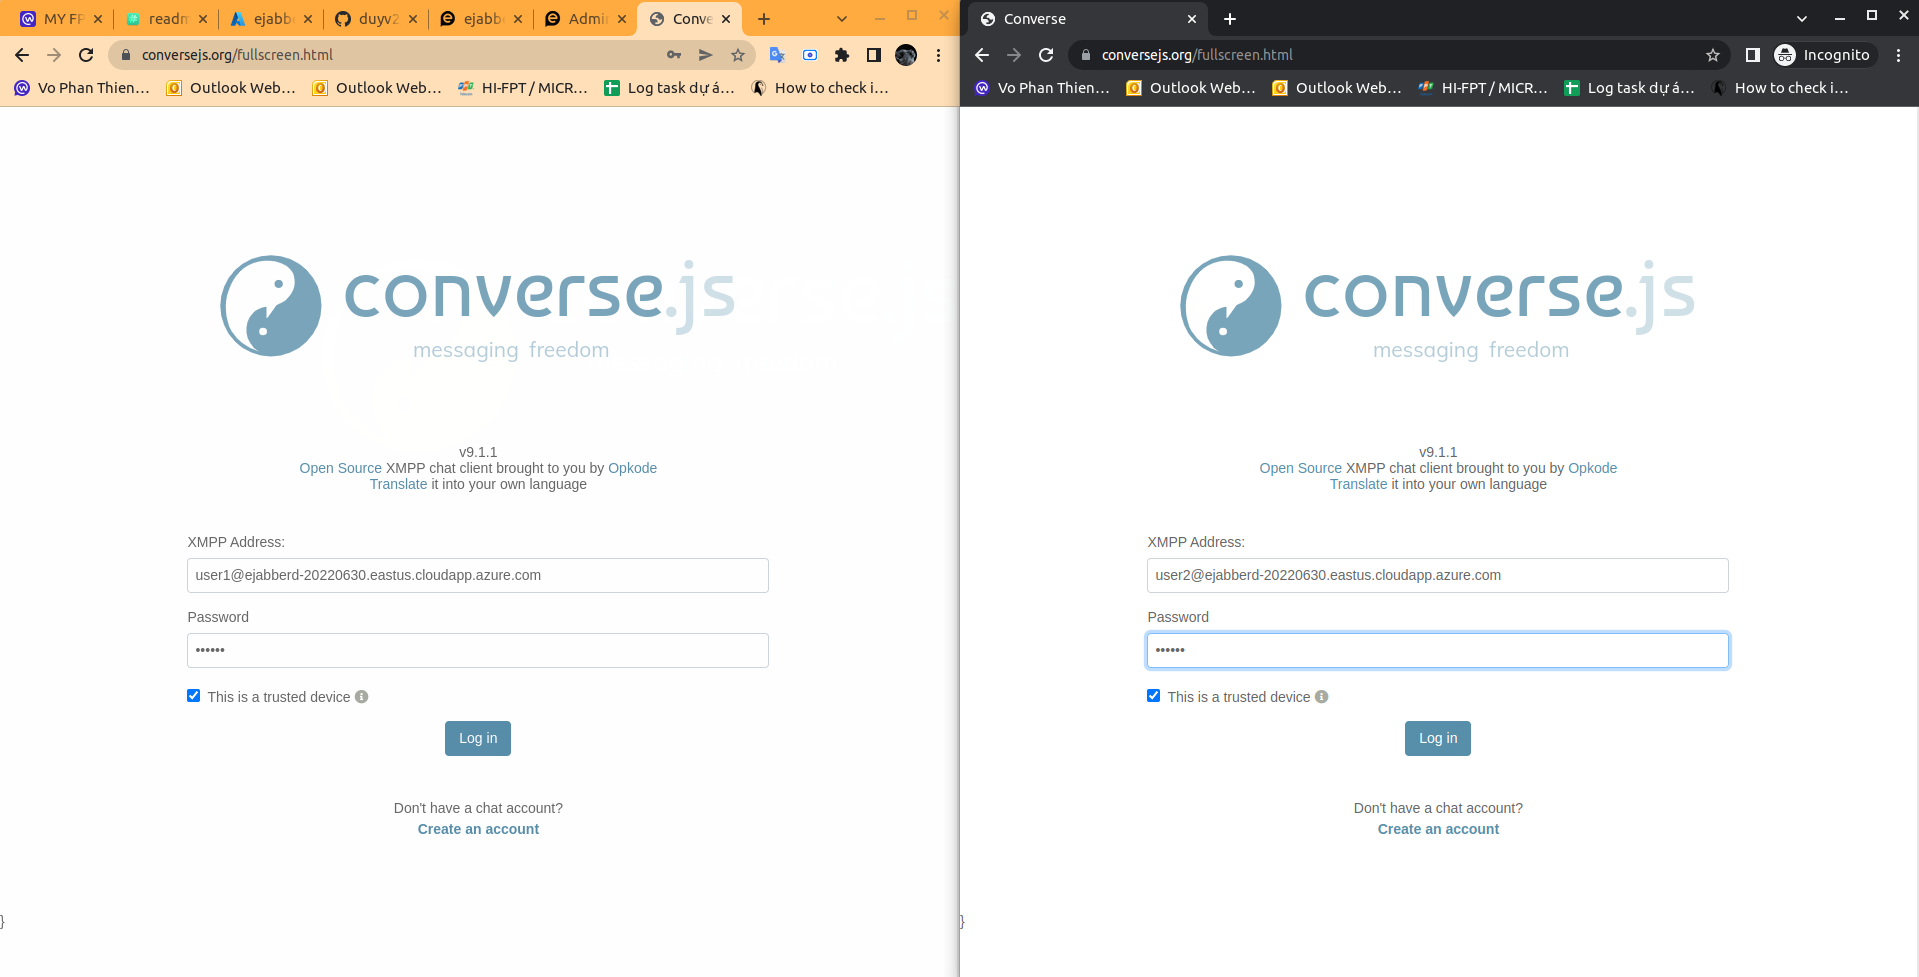 MY FP
readm
ejabb
duyv2
ejabb
Admin
Conve
conversejs.org/fullscreen.html
Vo Phan Thien…
Outlook Web…
Outlook Web…
HI-FPT / MICR…
Log task dự á…
How to check i…
converse.js
messaging freedom
v9.1.1
Open Source XMPP chat client brought to you by Opkode
Translate it into your own language
XMPP Address:
user1@ejabberd-20220630.eastus.cloudapp.azure.com
Password
••••••
This is a trusted device
Log in
Don't have a chat account?
Create an account
}
Converse
conversejs.org/fullscreen.html
Incognito
Vo Phan Thien…
Outlook Web…
Outlook Web…
HI-FPT / MICR…
Log task dự á…
How to check i…
converse.js
messaging freedom
v9.1.1
Open Source XMPP chat client brought to you by Opkode
Translate it into your own language
XMPP Address:
user2@ejabberd-20220630.eastus.cloudapp.azure.com
Password
••••••
This is a trusted device
Log in
Don't have a chat account?
Create an account
}